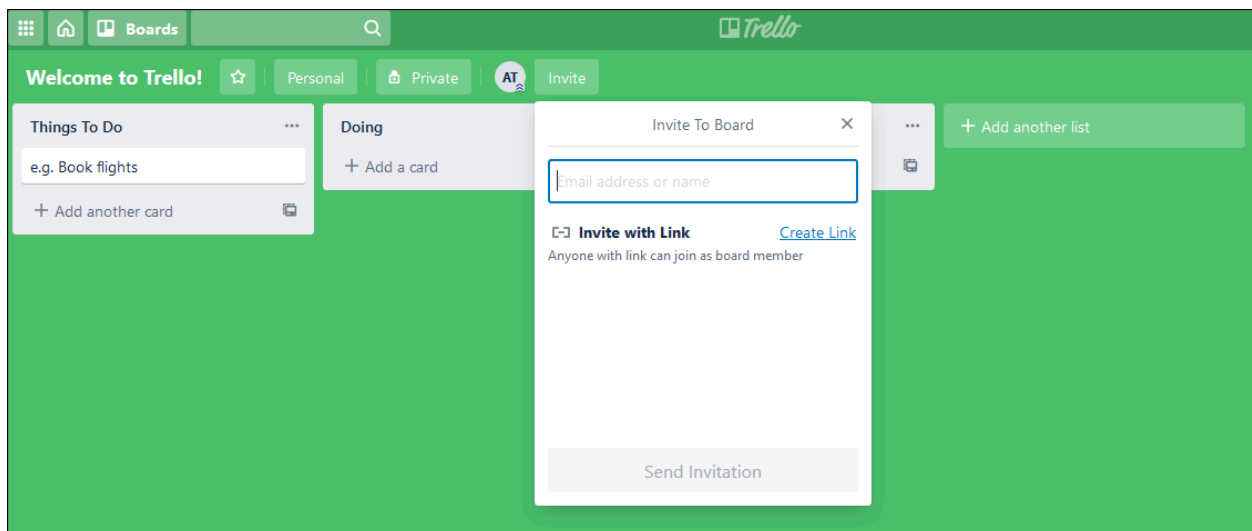 Boards
Trello
Welcome to Trello!
Personal
Private
AT
Invite
Things To Do
e.g. Book flights
Add another card
Doing
Add a card
Invite To Board
Email address or name
Invite with Link
Create Link
Anyone with link can join as board member
Send Invitation
Add another list